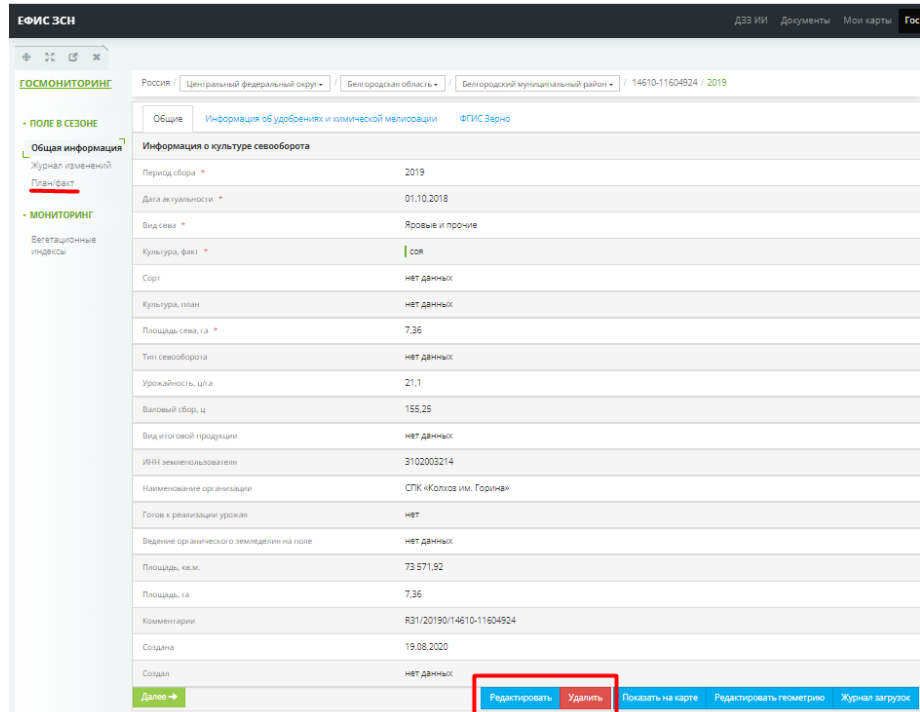 ЕФИС ЗСН
ДЗЗ ИИ Документы Мои карты Гос
ГОСМОНИТОРИНГ
Россия / Центральный федеральный округ / Белгородская область / Белгородский муниципальный район / 14610-11604924 / 2019
ПОЛЕ В СЕЗОНЕ
Общая информация
Журнал изменений
План/факт
МОНИТОРИНГ
Вегетационные
индексы
Общие Информация об удобрениях и химической мелиорации ФГИС Зерно
Информация о культуре севооборота
Период сбора * 2019
Дата актуальности * 01.10.2018
Вид сева * Яровые и прочие
Культура, факт * соя
Сорт нет данных
Культура, план нет данных
Площадь сева, га * 7,36
Тип севооборота нет данных
Урожайность, ц/га 21,1
Валовый сбор, ц 155,25
Вид итоговой продукции нет данных
ИНН землепользователя 3102003214
Наименование организации СПК «Колхоз им. Горина»
Готов к реализации урожая нет
Ведение органического земледелия на поле нет данных
Площадь, кв.м. 73 571,92
Площадь, га 7,36
Комментарии R31/20190/14610-11604924
Создана 19.08.2020
Создал нет данных
Далее → Редактировать Удалить Показать на карте Редактировать геометрию Журнал загрузок